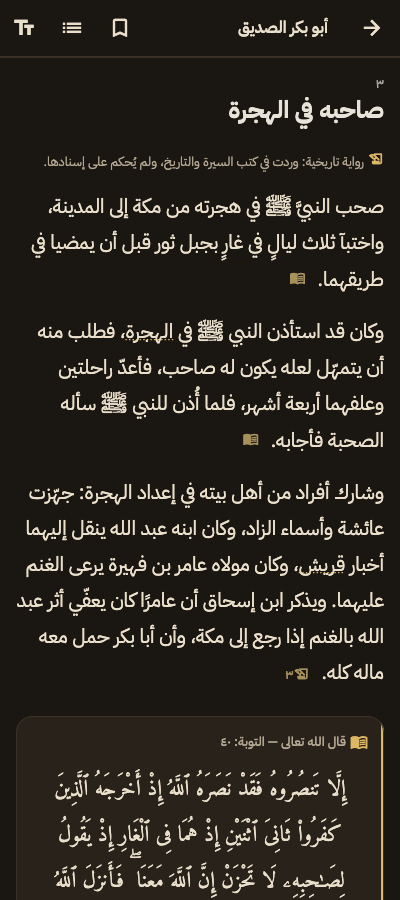 أبو بكر الصديق
٣
صاحبه في الهجرة
رواية تاريخية: وردت في كتب السيرة والتاريخ، ولم يُحكم على إسنادها.
صحب النبيَّ ﷺ في هجرته من مكة إلى المدينة،
واختبآ ثلاث ليالٍ في غارٍ بجبل ثور قبل أن يمضيا في
طريقهما.
وكان قد استأذن النبي ﷺ في الهجرة، فطلب منه
أن يتمهّل لعله يكون له صاحب، فأعدّ راحلتين
وعلفهما أربعة أشهر، فلما أُذن للنبي ﷺ سأله
الصحبة فأجابه.
وشارك أفراد من أهل بيته في إعداد الهجرة: جهّزت
عائشة وأسماء الزاد، وكان ابنه عبد الله ينقل إليهما
أخبار قريش، وكان مولاه عامر بن فهيرة يرعى الغنم
عليهما. ويذكر ابن إسحاق أن عامرًا كان يعفّي أثر عبد
الله بالغنم إذا رجع إلى مكة، وأن أبا بكر حمل معه
ماله كله. ٣
قال الله تعالى — التوبة: ٤٠
إِلَّا تَنصُرُوهُ فَقَدْ نَصَرَهُ ٱللَّهُ إِذْ أَخْرَجَهُ ٱلَّذِينَ
كَفَرُوا۟ ثَانِىَ ٱثْنَيْنِ إِذْ هُمَا فِى ٱلْغَارِ إِذْ يَقُولُ
لِصَـٰحِبِهِۦ لَا تَحْزَنْ إِنَّ ٱللَّهَ مَعَنَا ۖ فَأَنزَلَ ٱللَّهُ